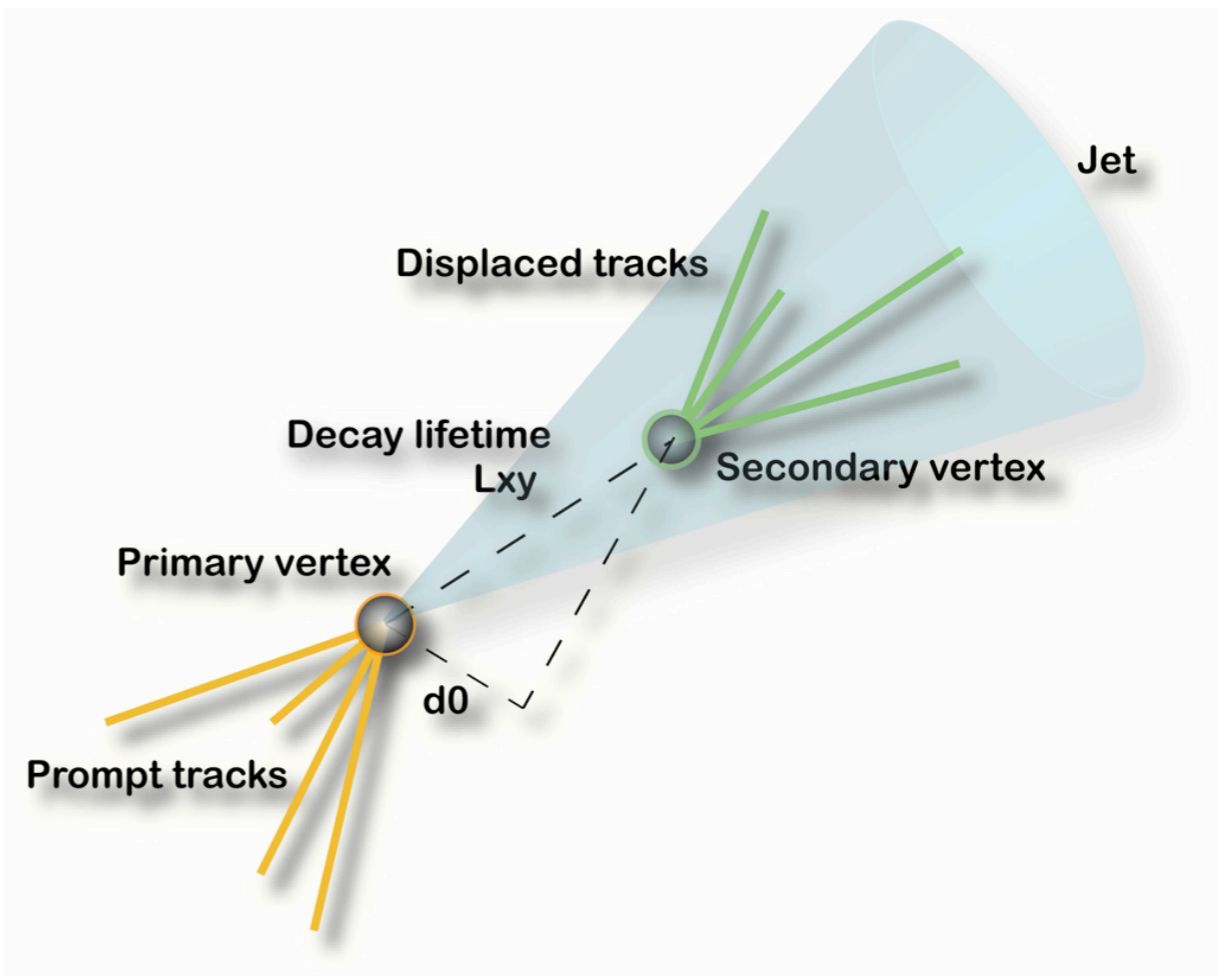 Jet
Displaced tracks
Decay lifetime
Lxy
Secondary vertex
Primary vertex
d0
Prompt tracks